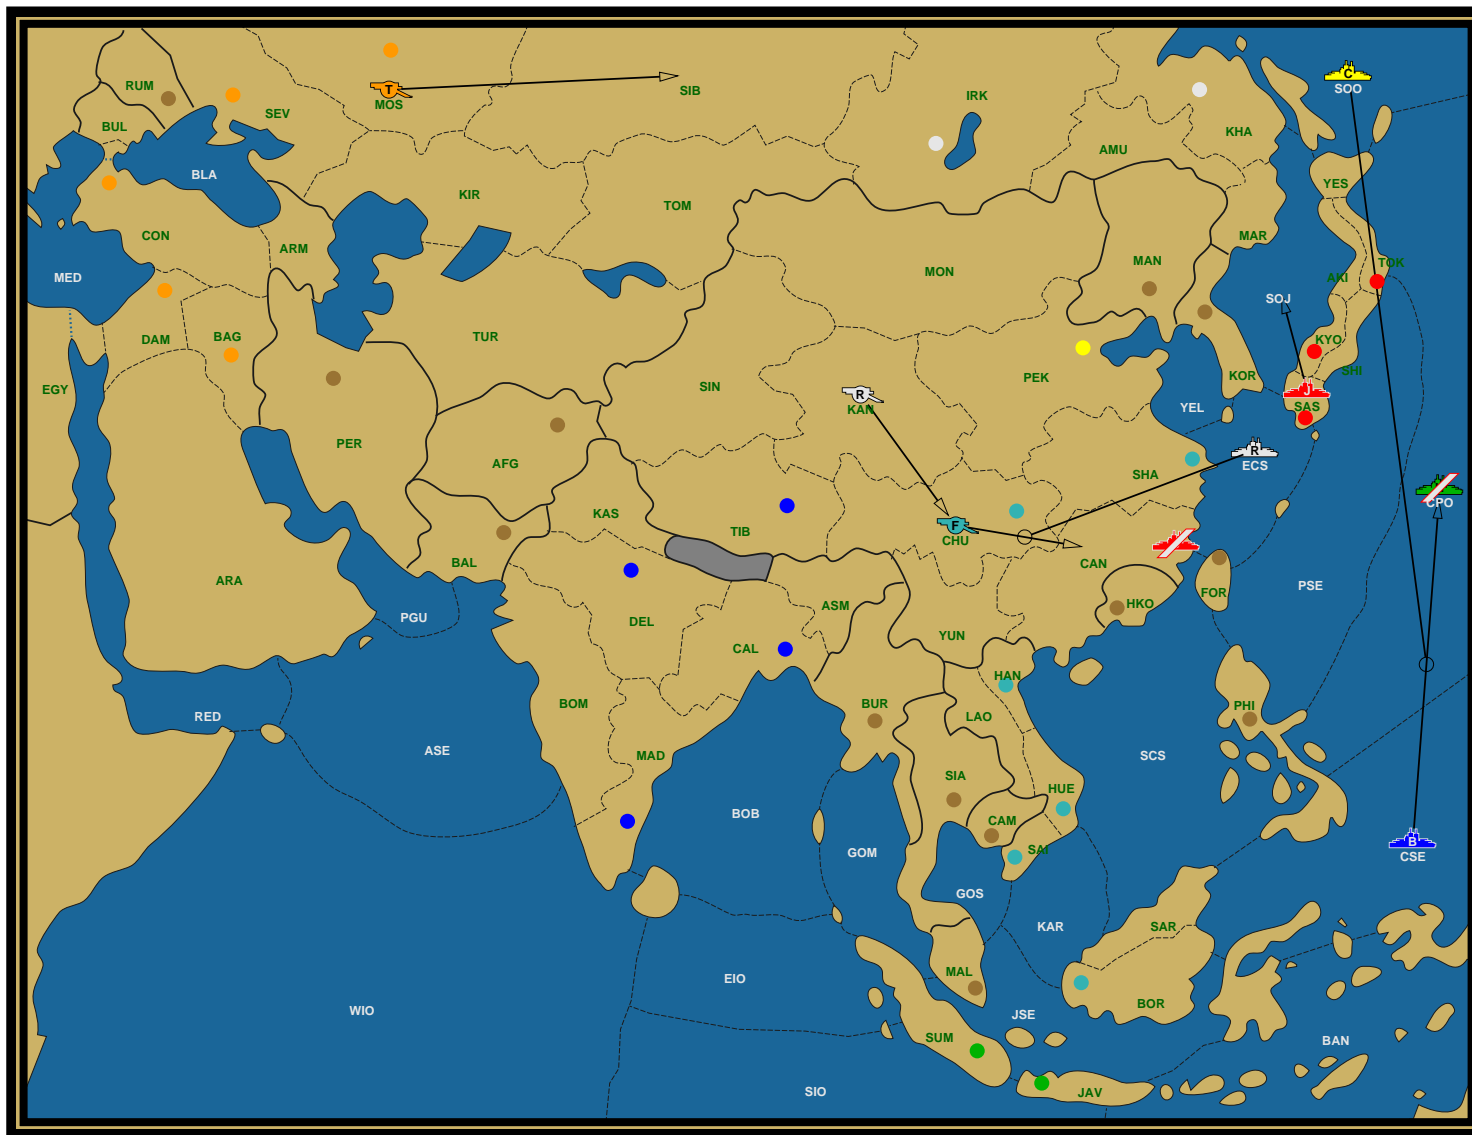 C
SOO
RUM
T
MOS
SIB
IRK
SEV
BUL
KHA
AMU
BLA
YES
KIR
TOM
CON
ARM
MAR
MED
MON
MAN
TOK
AKI
SOJ
DAM
BAG
TUR
KYO
SHI
EGY
SIN
PEK
KOR
R
KAN
J
SAS
YEL
PER
AFG
R
ECS
SHA
CPO
KAS
TIB
F
CHU
BAL
CAN
ARA
PGU
DEL
ASM
HKO
FOR
PSE
YUN
CAL
HAN
BUR
LAO
PHI
BOM
RED
ASE
MAD
SCS
SIA
HUE
BOB
CAM
SAI
GOM
B
CSE
GOS
KAR
SAR
EIO
MAL
BOR
WIO
JSE
SUM
BAN
SIO
JAV